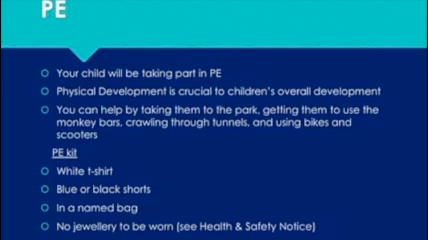 PE
Your child will be taking part in PE
Physical Development is crucial to children's overall development
You can help by taking them to the park, getting them to use the
monkey bars, crawling through tunnels, and using bikes and
scooters
PE kit
White t-shirt
Blue or black shorts
In a named bag
No jewellery to be worn (see Health & Safety Notice)